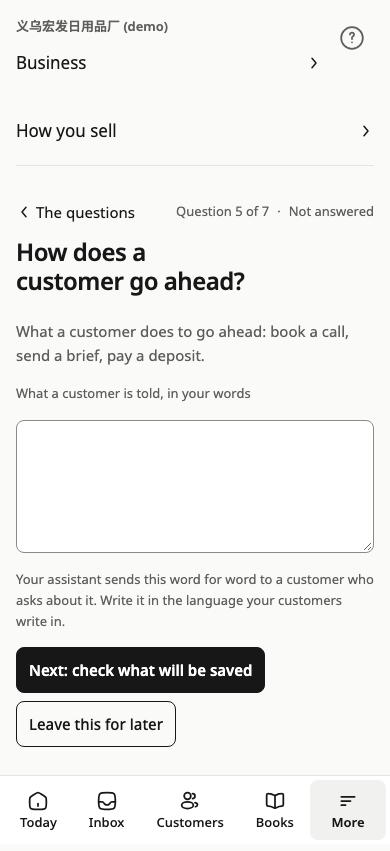 义乌宏发日用品厂 (demo)
Business
How you sell
The questions
Question 5 of 7 · Not answered
How does a
customer go ahead?
What a customer does to go ahead: book a call,
send a brief, pay a deposit.
What a customer is told, in your words
Your assistant sends this word for word to a customer who
asks about it. Write it in the language your customers
write in.
Next: check what will be saved
Leave this for later
Today
Inbox
Customers
Books
More